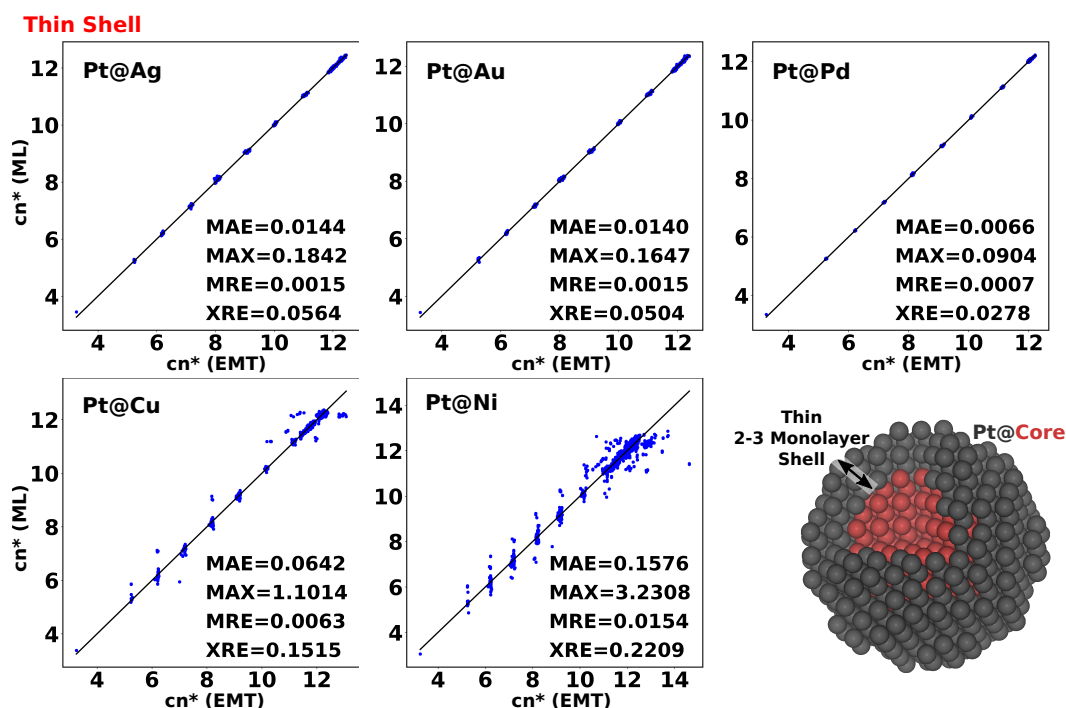 Thin Shell
Pt@Ag
12
10
8
6
4
cn* (ML)
MAE=0.0144
MAX=0.1842
MRE=0.0015
XRE=0.0564
4 6 8 10 12
cn* (EMT)
Pt@Au
12
10
8
6
4
MAE=0.0140
MAX=0.1647
MRE=0.0015
XRE=0.0504
4 6 8 10 12
cn* (EMT)
Pt@Pd
12
10
8
6
4
MAE=0.0066
MAX=0.0904
MRE=0.0007
XRE=0.0278
4 6 8 10 12
cn* (EMT)
Pt@Cu
12
10
8
6
4
cn* (ML)
MAE=0.0642
MAX=1.1014
MRE=0.0063
XRE=0.1515
4 6 8 10 12
cn* (EMT)
Pt@Ni
14
12
10
8
6
4
MAE=0.1576
MAX=3.2308
MRE=0.0154
XRE=0.2209
4 6 8 10 12 14
cn* (EMT)
Thin
2-3 Monolayer
Shell
Pt@Core